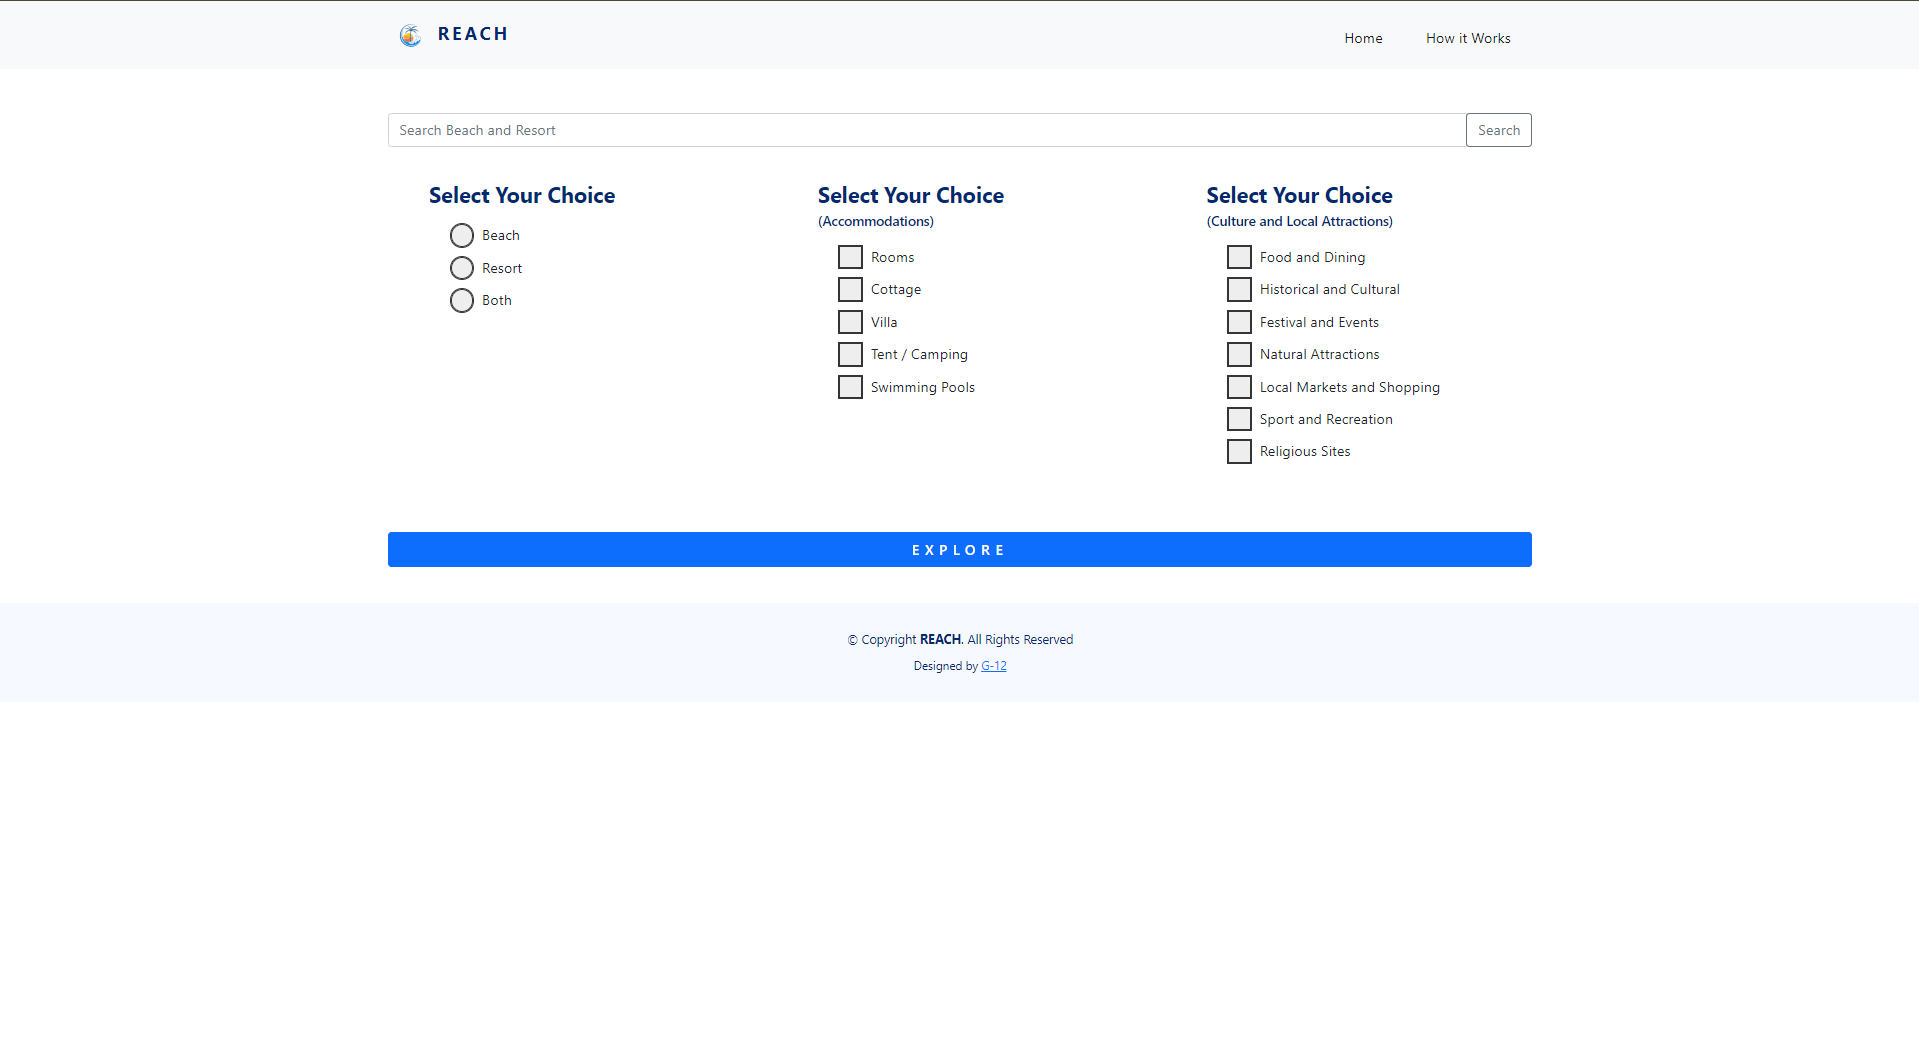 REACH
Home
How it Works
Search Beach and Resort
Search
Select Your Choice
Beach
Resort
Both
Select Your Choice
(Accommodations)
Rooms
Cottage
Villa
Tent / Camping
Swimming Pools
Select Your Choice
(Culture and Local Attractions)
Food and Dining
Historical and Cultural
Festival and Events
Natural Attractions
Local Markets and Shopping
Sport and Recreation
Religious Sites
EXPLORE
© Copyright REACH. All Rights Reserved
Designed by G-12